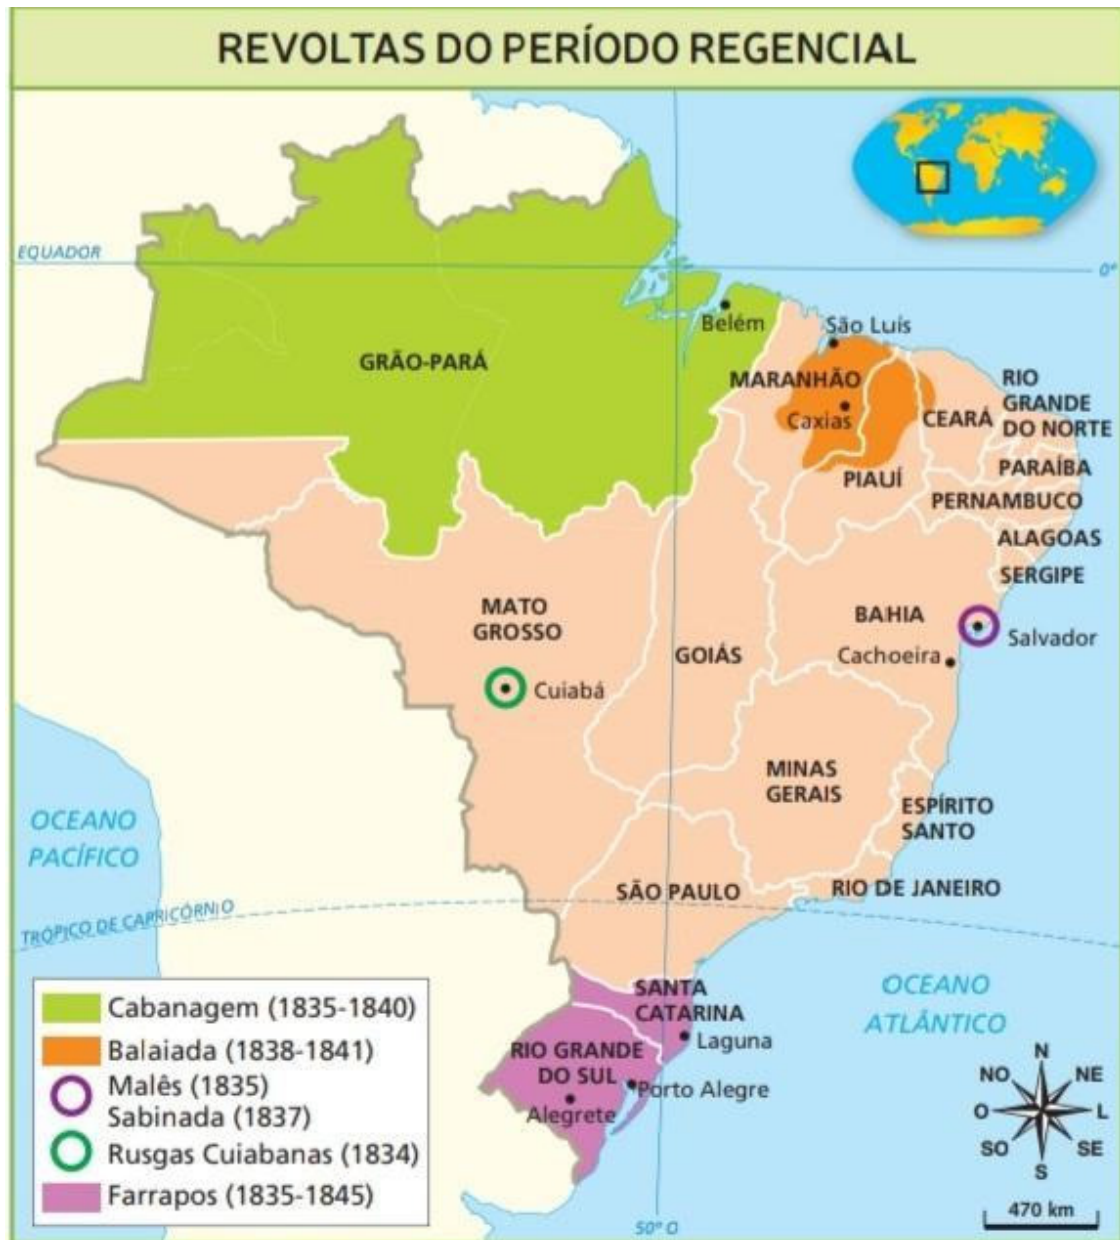 REVOLTAS DO PERÍODO REGENCIAL
EQUADOR
0°
Belém
São Luís
GRÃO-PARÁ
MARANHÃO
Caxias
CEARÁ
RIO
GRANDE
DO NORTE
PARAÍBA
PIAUÍ
PERNAMBUCO
ALAGOAS
SERGIPE
MATO
GROSSO
BAHIA
Salvador
GOIÁS
Cachoeira
Cuiabá
MINAS
GERAIS
ESPÍRITO
SANTO
OCEANO
PACÍFICO
SÃO PAULO
RIO DE JANEIRO
TRÓPICO DE CAPRICÓRNIO
SANTA
CATARINA
Laguna
OCEANO
ATLÂNTICO
RIO GRANDE
DO SUL
Porto Alegre
Alegrete
Cabanagem (1835-1840)
Balaiada (1838-1841)
Malês (1835)
Sabinada (1837)
Rusgas Cuiabanas (1834)
Farrapos (1835-1845)
N
NO
NE
O
L
SO
SE
S
470 km
50° O